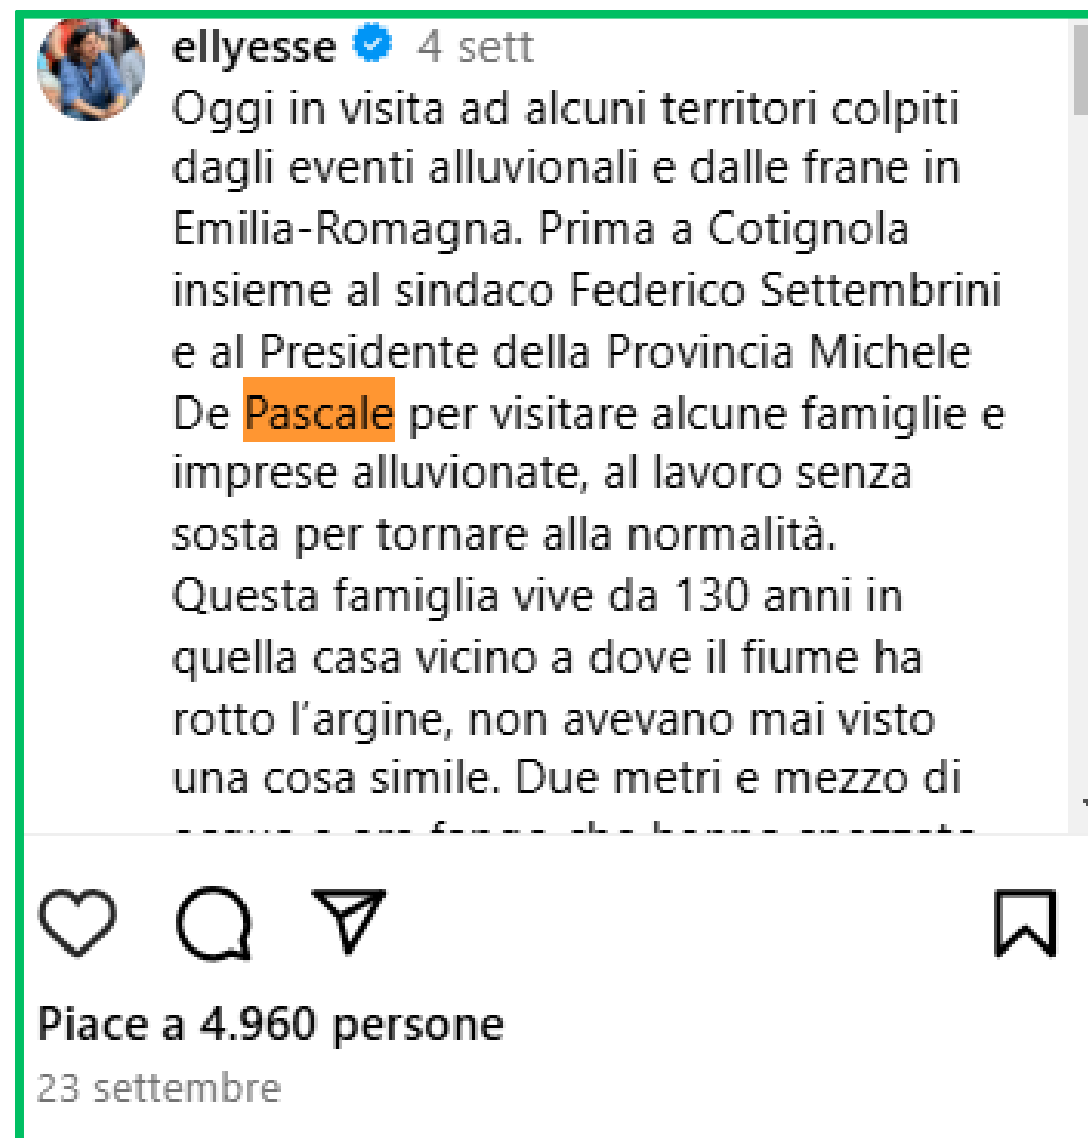 ellyesse 4 sett
Oggi in visita ad alcuni territori colpiti
dagli eventi alluvionali e dalle frane in
Emilia-Romagna. Prima a Cotignola
insieme al sindaco Federico Settembrini
e al Presidente della Provincia Michele
De Pascale per visitare alcune famiglie e
imprese alluvionate, al lavoro senza
sosta per tornare alla normalità.
Questa famiglia vive da 130 anni in
quella casa vicino a dove il fiume ha
rotto l'argine, non avevano mai visto
una cosa simile. Due metri e mezzo di
Piace a 4.960 persone
23 settembre